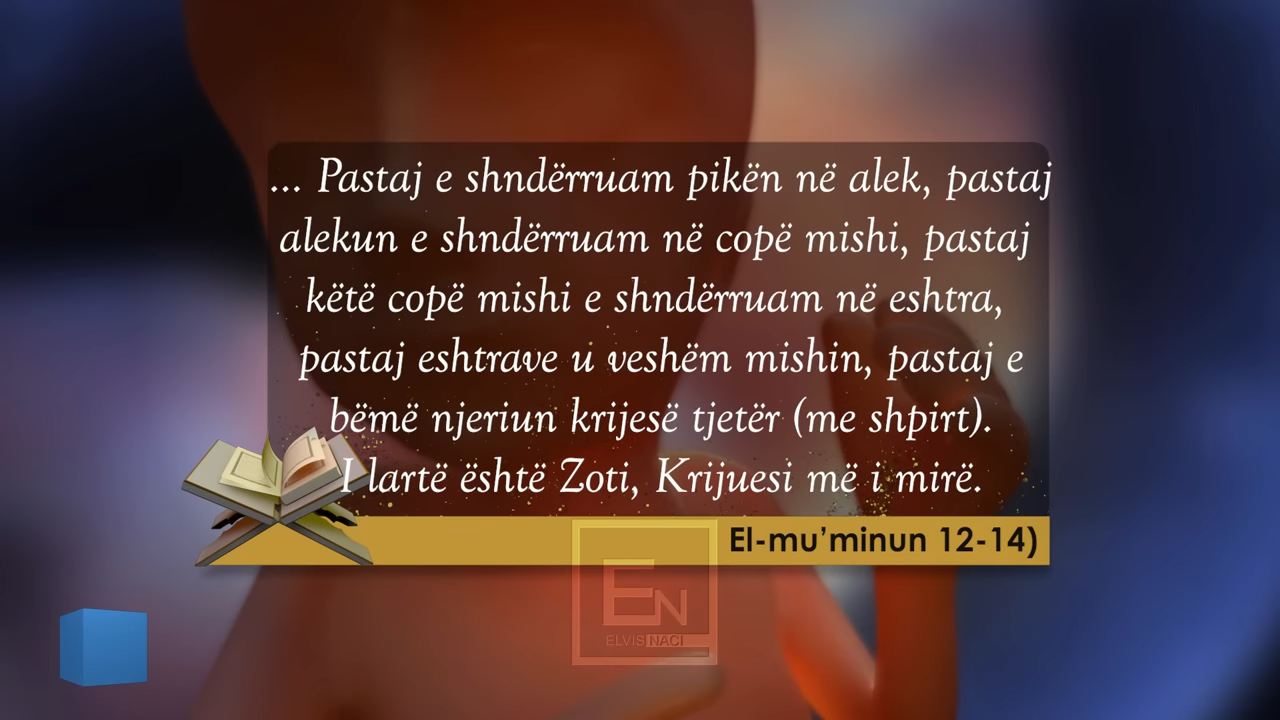 ... Pastaj e shndërruam pikën në alek, pastaj
alekun e shndërruam në copë mishi, pastaj
këtë copë mishi e shndërruam në eshtra,
pastaj eshtrave u veshëm mishin, pastaj e
bëmë njeriun krijesë tjetër (me shpirt).
I lartë është Zoti, Krijuesi më i mirë.
El-mu’minun 12-14)
EN
ELVIS NACI